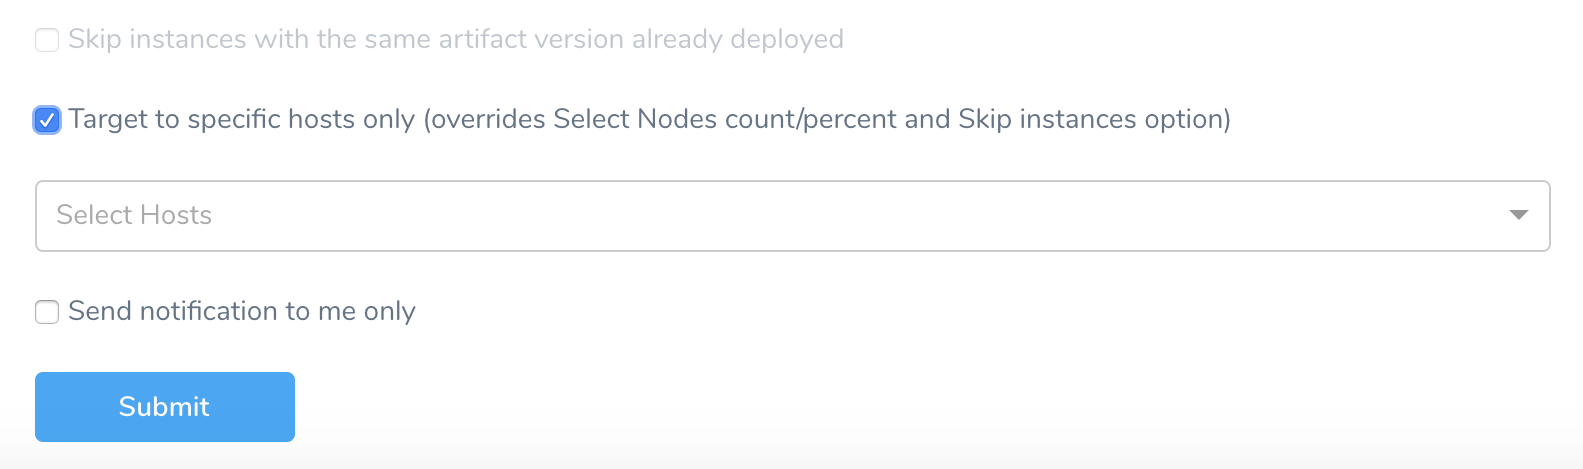 Skip instances with the same artifact version already deployed
Target to specific hosts only (overrides Select Nodes count/percent and Skip instances option)
Select Hosts
Send notification to me only
Submit